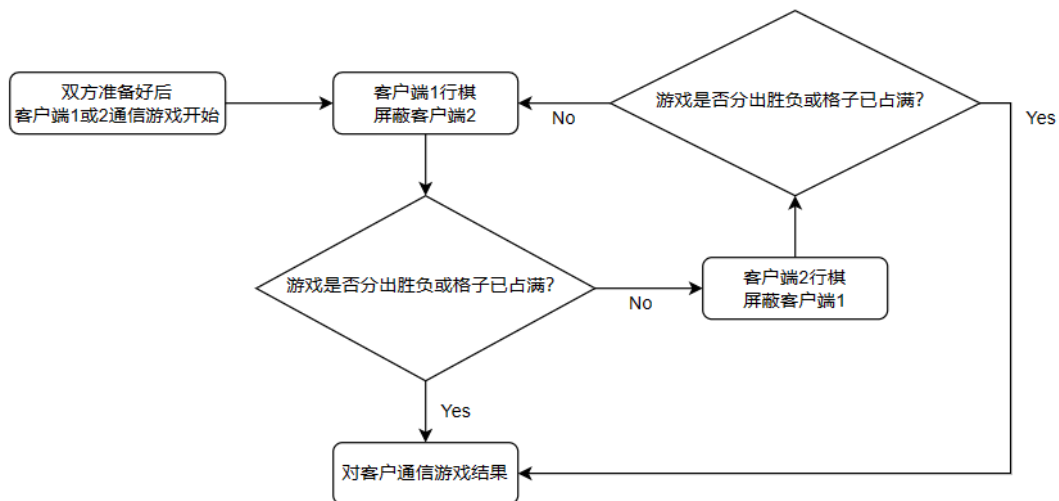 双方准备好后
客户端1或2通信游戏开始
客户端1行棋
屏蔽客户端2
No
游戏是否分出胜负或格子已占满？
Yes
游戏是否分出胜负或格子已占满？
No
客户端2行棋
屏蔽客户端1
Yes
对客户通信游戏结果